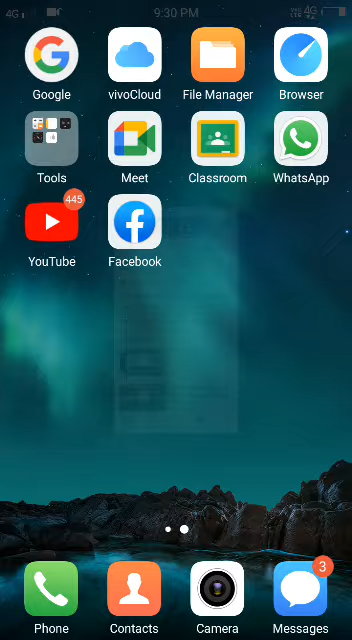 4G 9:30 PM 4G
Google vivoCloud File Manager Browser
Tools Meet Classroom WhatsApp
445
YouTube Facebook
3
Phone Contacts Camera Messages